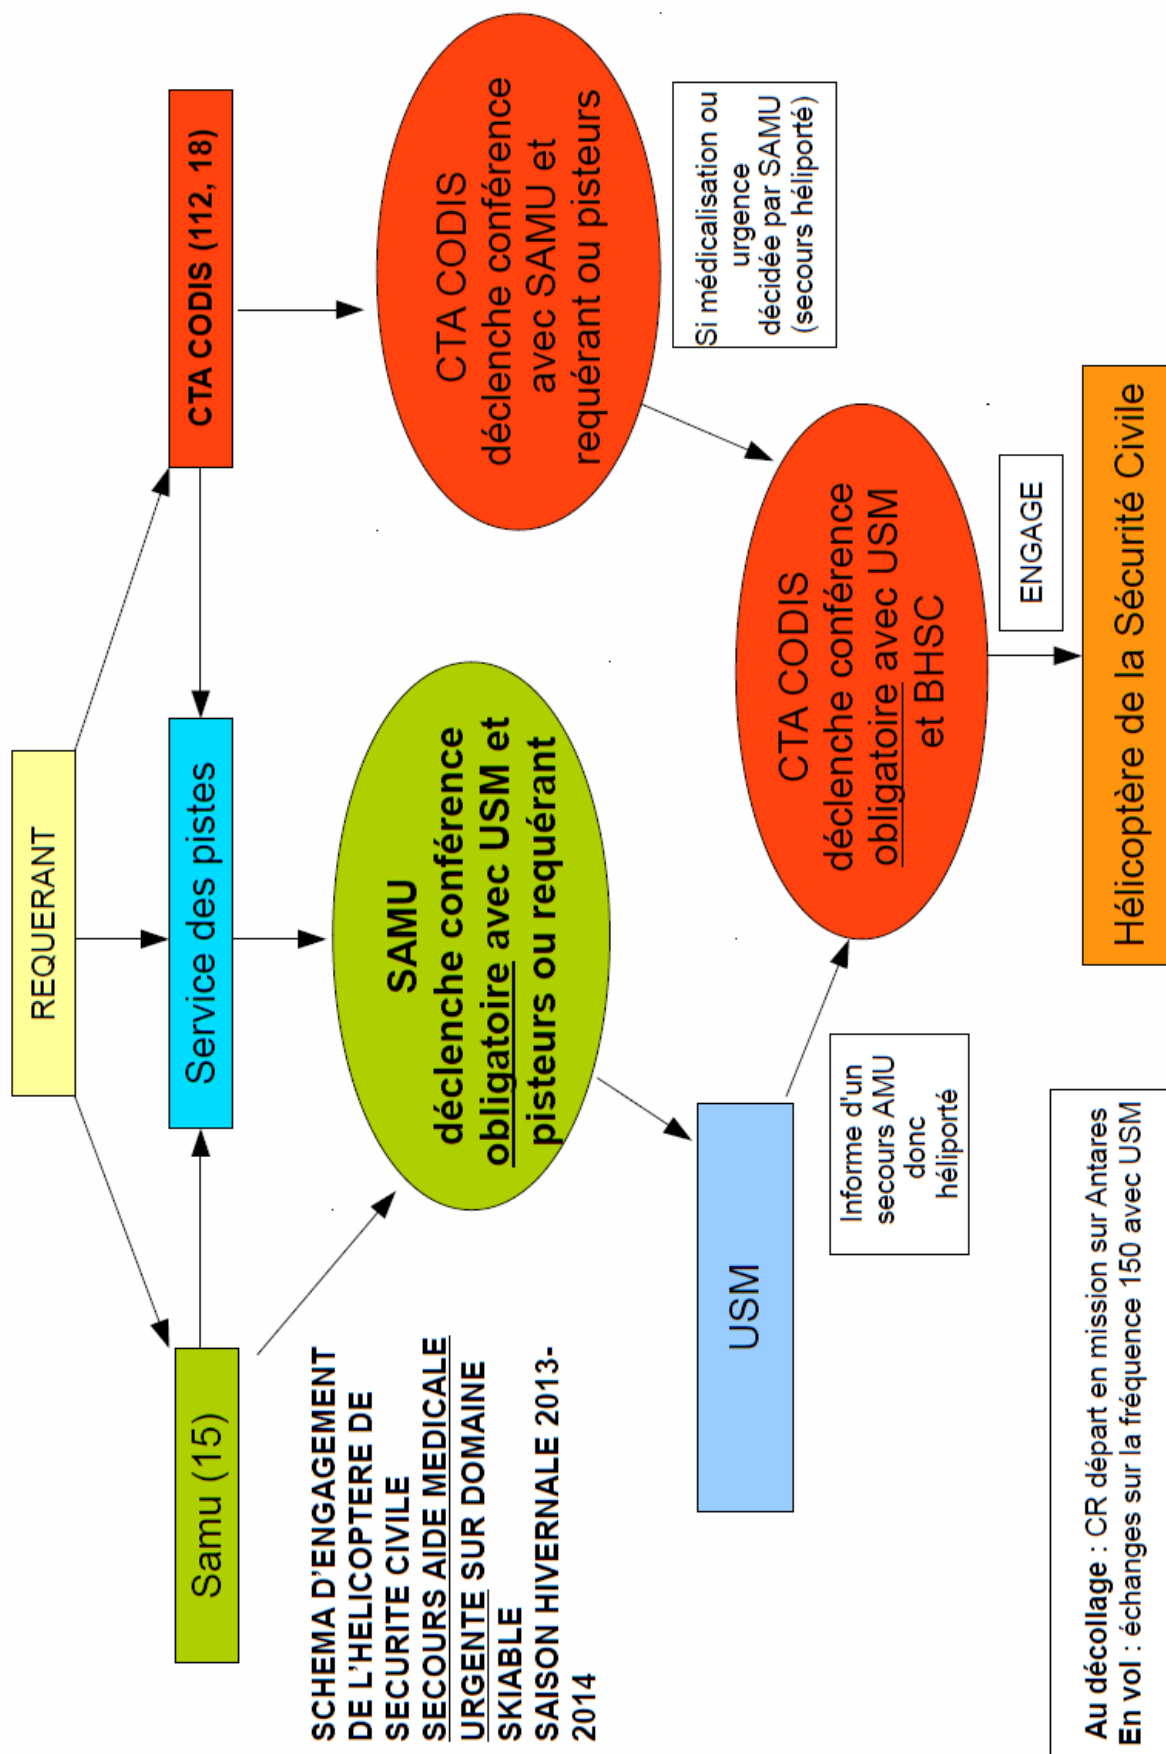 REQUERANT
Samu (15)
Service des pistes
CTA CODIS (112, 18)
SCHEMA D'ENGAGEMENT
DE L'HELICOPTERE DE
SECURITE CIVILE
SECOURS AIDE MEDICALE
URGENTE SUR DOMAINE
SKIABLE
SAISON HIVERNALE 2013-
2014
SAMU
déclenche conférence
obligatoire avec USM et
pisteurs ou requérant
CTA CODIS
déclenche conférence
avec SAMU et
requérant ou pisteurs
USM
Si médicalisation ou
urgence
décidée par SAMU
(secours héliporté)
Informe d'un
secours AMU
donc
héliporté
CTA CODIS
déclenche conférence
obligatoire avec USM
et BHSC
ENGAGE
Au décollage : CR départ en mission sur Antares
En vol : échanges sur la fréquence 150 avec USM
Hélicoptère de la Sécurité Civile